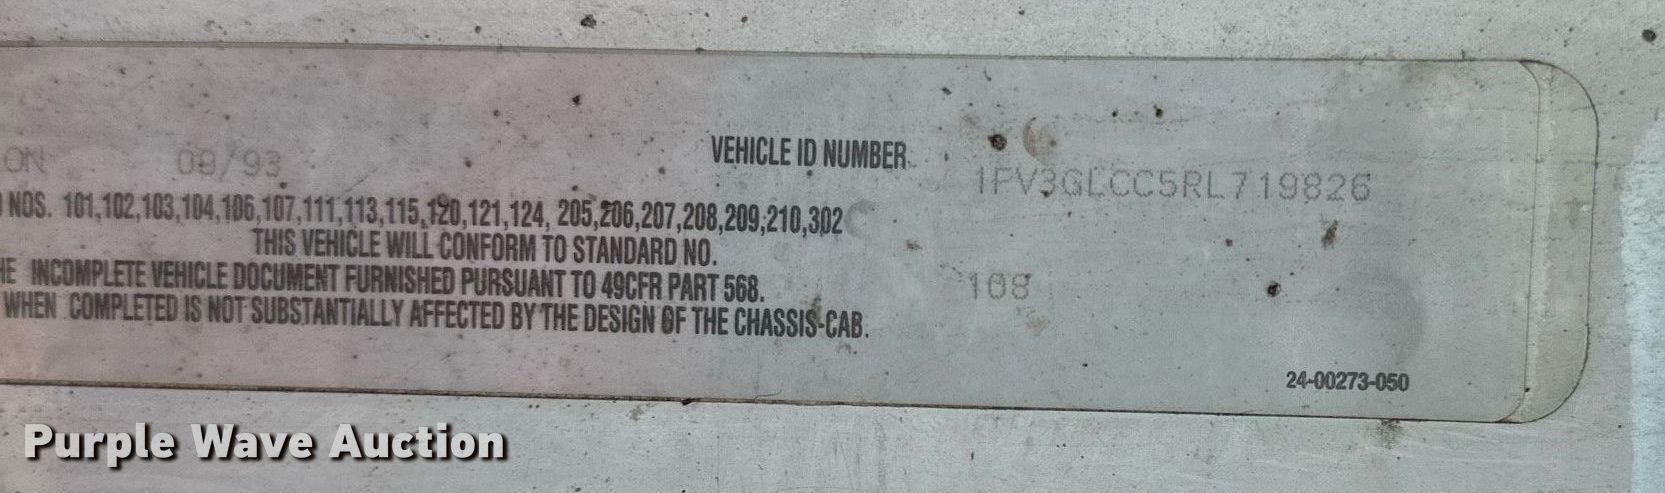 ON 09/93
VEHICLE ID NUMBER
1FV3GLCC5RL719826
NOS. 101,102,103,104,106,107,111,113,115,120,121,124, 205,206,207,208,209,210,302
THIS VEHICLE WILL CONFORM TO STANDARD NO.
HE INCOMPLETE VEHICLE DOCUMENT FURNISHED PURSUANT TO 49CFR PART 568.
108
WHEN COMPLETED IS NOT SUBSTANTIALLY AFFECTED BY THE DESIGN OF THE CHASSIS-CAB.
24-00273-050
Purple Wave Auction